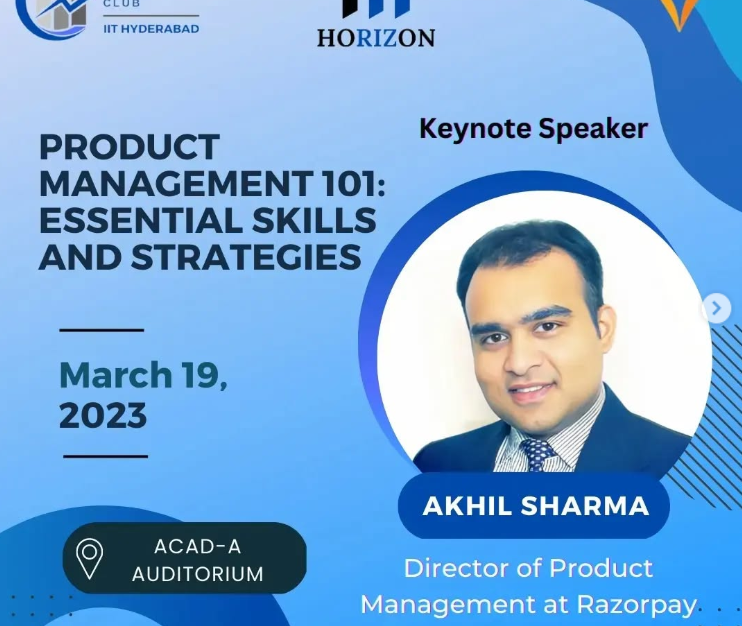 CLUB
IIT HYDERABAD
HORIZON
Keynote Speaker
PRODUCT
MANAGEMENT 101:
ESSENTIAL SKILLS
AND STRATEGIES
March 19,
2023
ACAD-A
AUDITORIUM
AKHIL SHARMA
Director of Product
Management at Razorpay